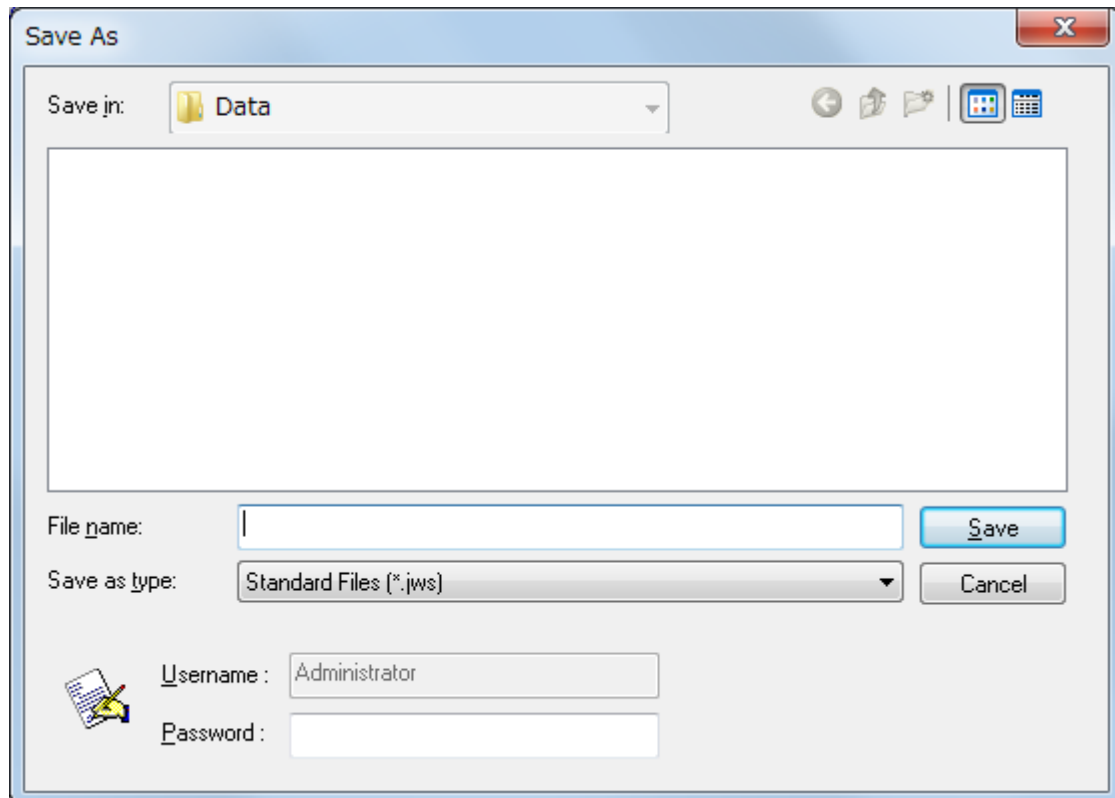 Save As
Save in: Data
File name:
Save
Save as type: Standard Files (*.jws)
Cancel
Username : Administrator
Password :